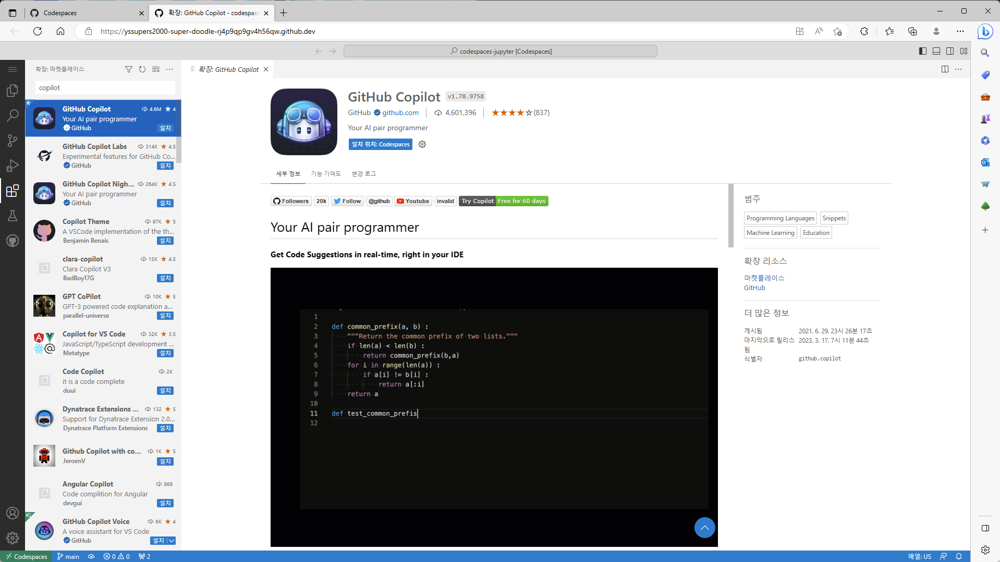 Codespaces
확장: GitHub Copilot - codespace
https://yssupers2000-super-doodle-rj4p9qp9gv4h56qw.github.dev
codespaces-jupyter [Codespaces]
확장: 마켓플레이스
copilot
GitHub Copilot 4.6M 4
Your AI pair programmer
GitHub 설치
GitHub Copilot Labs 314K 4.5
Experimental features for GitHub Co...
GitHub 설치
GitHub Copilot Nigh... 264K 4.5
Your AI pair programmer
GitHub 설치
Copilot Theme 97K 5
A VSCode implementation of the th...
Benjamin Benais 설치
clara-copilot 15K 4.5
Clara Copilot V3
BadBoy17G 설치
GPT CoPilot 10K 5
GPT-3 powered code explanation a...
parallel-universe 설치
Copilot for VS Code 32K 3.5
JavaScript/TypeScript development ...
Metatype 설치
Code Copilot 2K
it is a code complete
duui 설치
Dynatrace Extensions ... 132 5
Support for Dynatrace Extension 2.0...
Dynatrace Platform Extensions 설치
Github Copilot with co... 1K 5
JeroenV 설치
Angular Copilot 869
Code complition for Angular
devgui 설치
GitHub Copilot Voice 6K 4
A voice assistant for VS Code
GitHub 설치
확장: GitHub Copilot
GitHub Copilot v1.78.9758
GitHub github.com 4,601,396 (837)
Your AI pair programmer
설치 위치: Codespaces
세부 정보 기능 기여도 변경 로그
Followers 20k Follow @github Youtube invalid Try Copilot Free for 60 days
Your AI pair programmer
Get Code Suggestions in real-time, right in your IDE
1
2 def common_prefix(a, b) :
3 """Return the common prefix of two lists."""
4 if len(a) < len(b) :
5 return common_prefix(b,a)
6 for i in range(len(a)) :
7 if a[i] != b[i] :
8 return a[:i]
9 return a
10
11 def test_common_prefis
12
범주
Programming Languages Snippets
Machine Learning Education
확장 리소스
마켓플레이스
GitHub
더 많은 정보
게시됨 2021. 6. 29. 23시 26분 17초
마지막으로 릴리스됨 2023. 3. 17. 7시 11분 44초
식별자 github.copilot
Codespaces main 0 0 2
배열: US